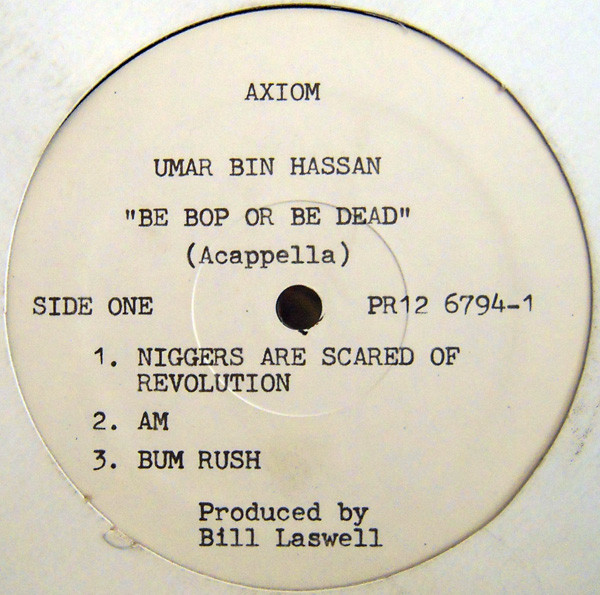 AXIOM
UMAR BIN HASSAN
"BE BOP OR BE DEAD"
(Acappella)
SIDE ONE PR12 6794-1
1. NIGGERS ARE SCARED OF
REVOLUTION
2. AM
3. BUM RUSH
Produced by
Bill Laswell